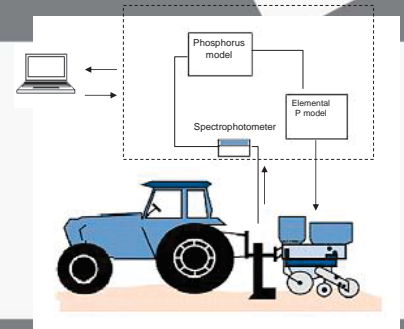 Phosphorus
model
Elemental
P model
Spectrophotometer